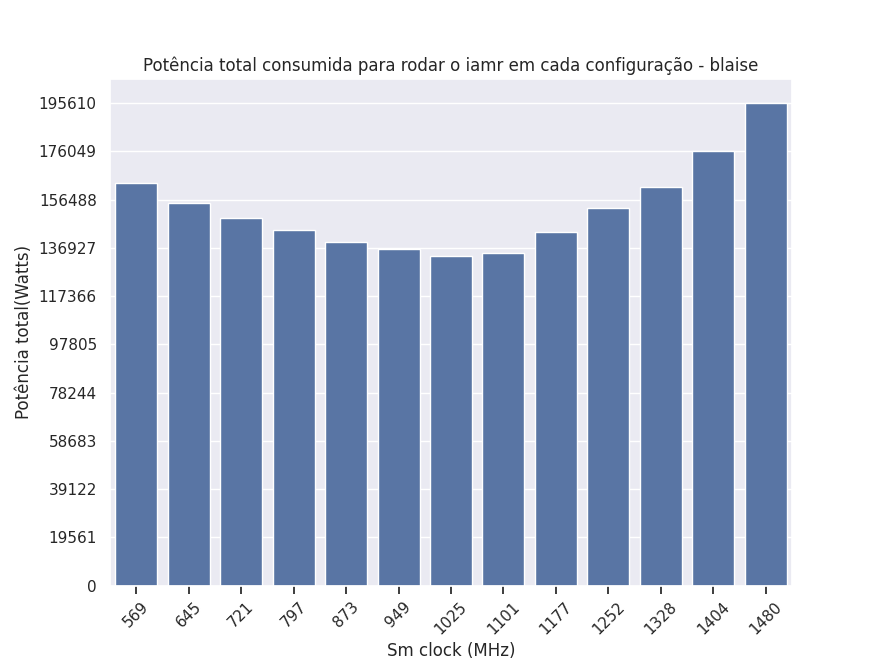 Potência total consumida para rodar o iamr em cada configuração - blaise
195610
176049
156488
136927
117366
97805
78244
58683
39122
19561
0
Potência total(Watts)
569 645 721 797 873 949 1025 1101 1177 1252 1328 1404 1480
Sm clock (MHz)